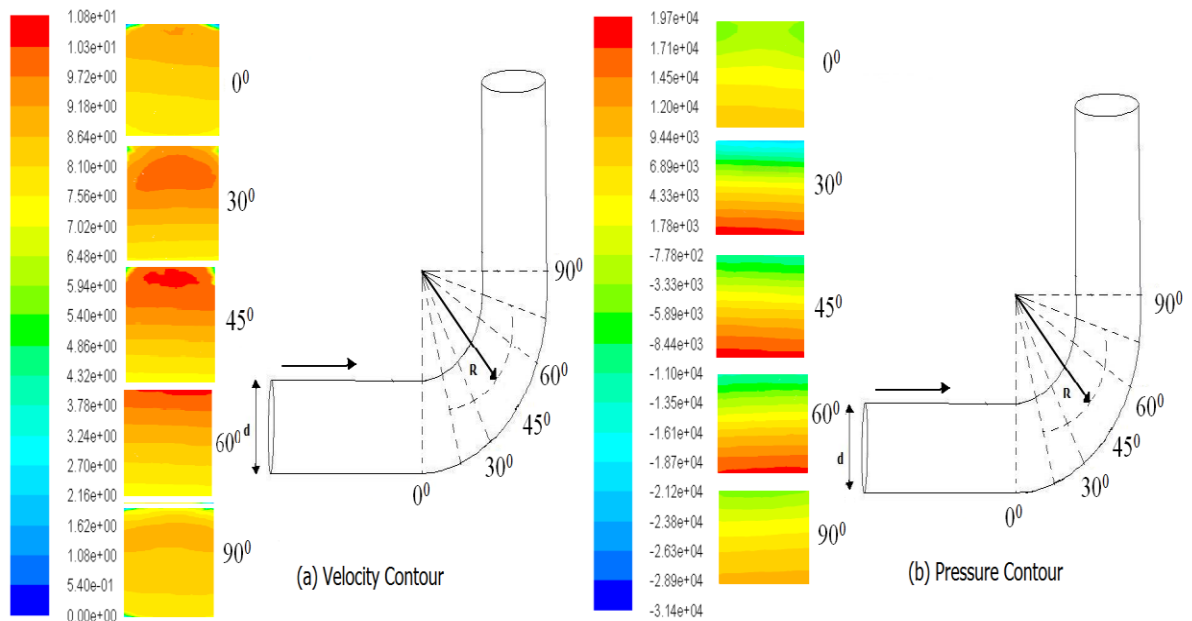 1.08e+01
1.03e+01
9.72e+00
9.18e+00
8.64e+00
8.10e+00
7.56e+00
7.02e+00
6.48e+00
5.94e+00
5.40e+00
4.86e+00
4.32e+00
3.78e+00
3.24e+00
2.70e+00
2.16e+00
1.62e+00
1.08e+00
5.40e-01
0.00e+00
0⁰
30⁰
45⁰
60⁰
90⁰
d
R
90⁰
60⁰
45⁰
30⁰
0⁰
(a) Velocity Contour
1.97e+04
1.71e+04
1.45e+04
1.20e+04
9.44e+03
6.89e+03
4.33e+03
1.78e+03
-7.78e+02
-3.33e+03
-5.89e+03
-8.44e+03
-1.10e+04
-1.35e+04
-1.61e+04
-1.87e+04
-2.12e+04
-2.38e+04
-2.63e+04
-2.89e+04
-3.14e+04
0⁰
30⁰
45⁰
60⁰
90⁰
d
R
90⁰
60⁰
45⁰
30⁰
0⁰
(b) Pressure Contour